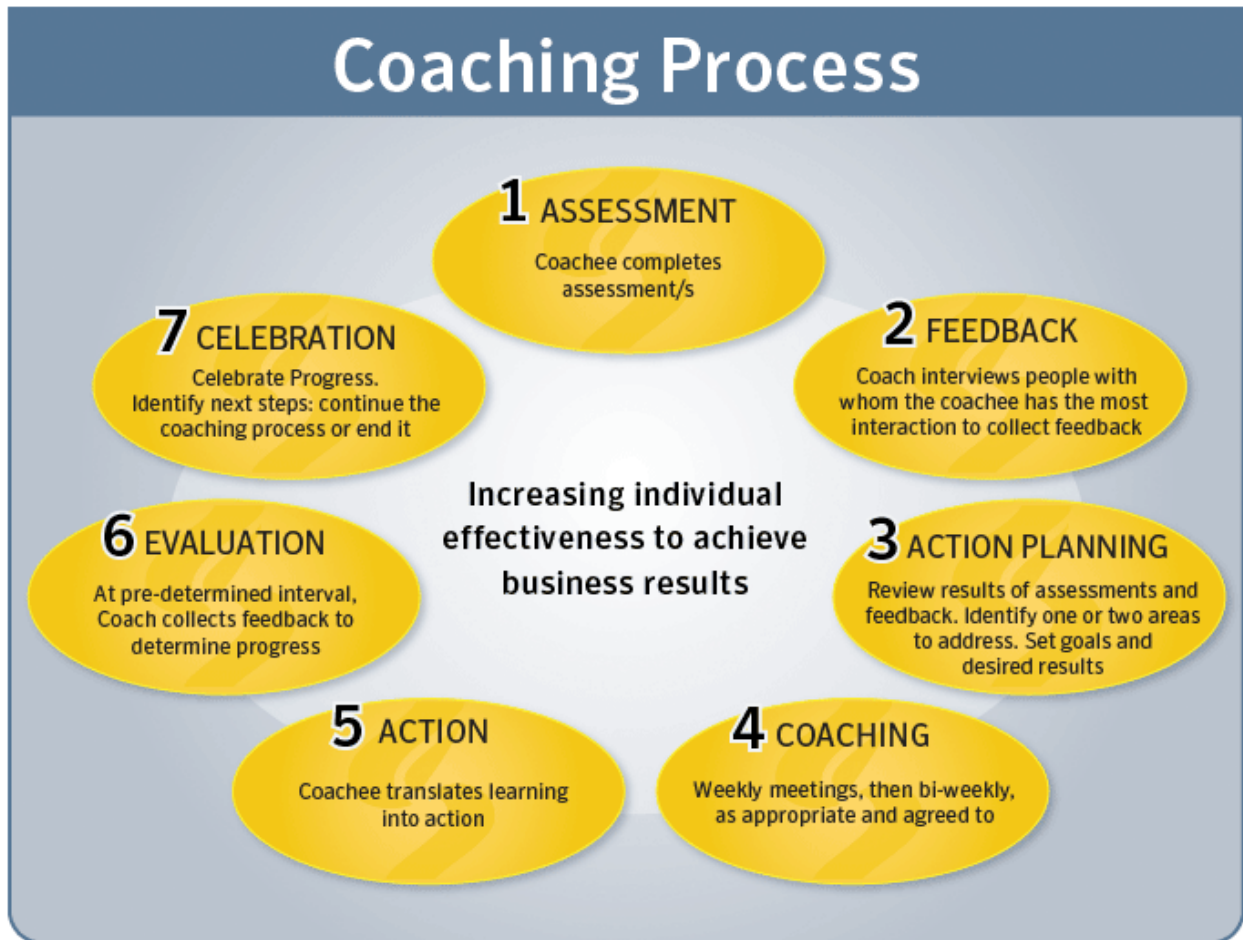 Coaching Process
1 ASSESSMENT
Coachee completes
assessment/s
2 FEEDBACK
Coach interviews people with
whom the coachee has the most
interaction to collect feedback
3 ACTION PLANNING
Review results of assessments and
feedback. Identify one or two areas
to address. Set goals and
desired results
4 COACHING
Weekly meetings, then bi-weekly,
as appropriate and agreed to
5 ACTION
Coachee translates learning
into action
6 EVALUATION
At pre-determined interval,
Coach collects feedback to
determine progress
7 CELEBRATION
Celebrate Progress.
Identify next steps: continue the
coaching process or end it
Increasing individual
effectiveness to achieve
business results